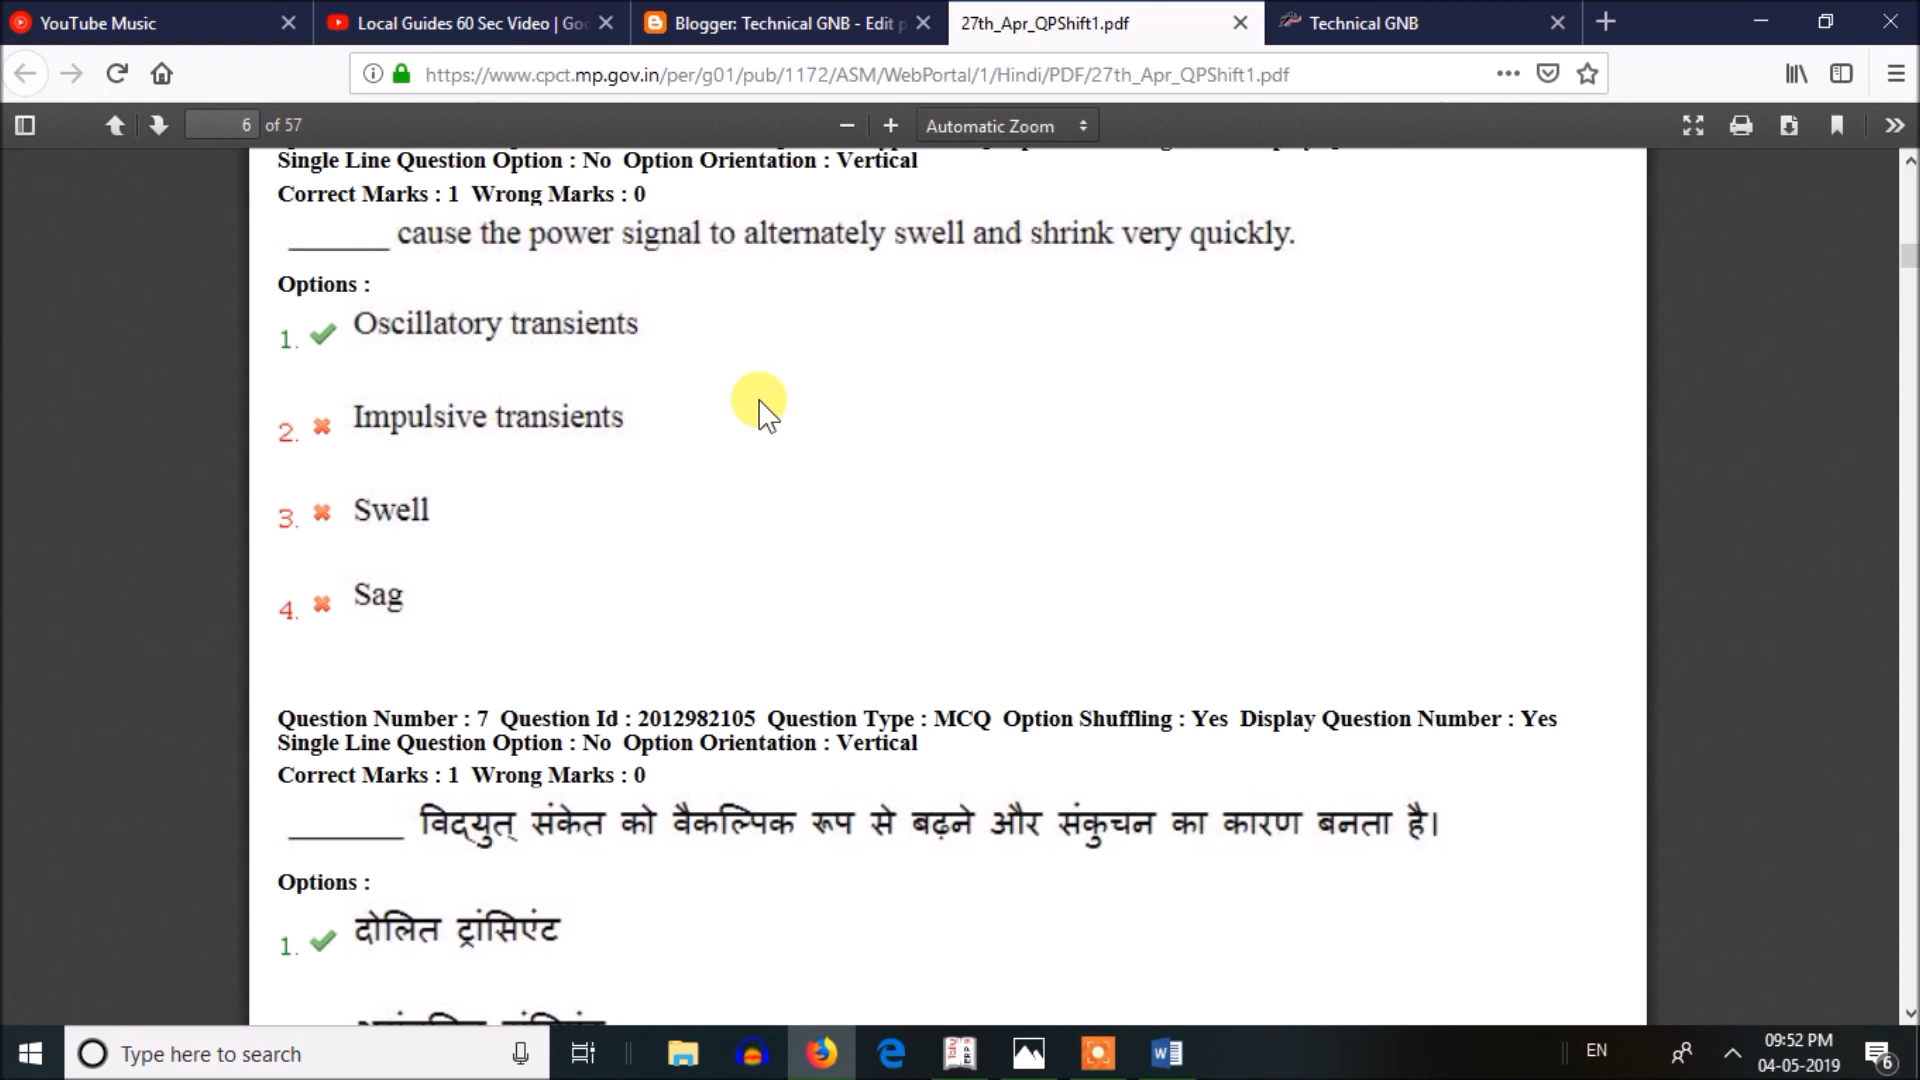 YouTube Music
Local Guides 60 Sec Video | Goo
Blogger: Technical GNB - Edit p
27th_Apr_QPShift1.pdf
Technical GNB
https://www.cpct.mp.gov.in/per/g01/pub/1172/ASM/WebPortal/1/Hindi/PDF/27th_Apr_QPShift1.pdf
6 of 57
Automatic Zoom
Single Line Question Option : No Option Orientation : Vertical
Correct Marks : 1 Wrong Marks : 0
______ cause the power signal to alternately swell and shrink very quickly.
Options :
1. Oscillatory transients
2. Impulsive transients
3. Swell
4. Sag
Question Number : 7 Question Id : 2012982105 Question Type : MCQ Option Shuffling : Yes Display Question Number : Yes
Single Line Question Option : No Option Orientation : Vertical
Correct Marks : 1 Wrong Marks : 0
______ विद्युत् संकेत को वैकल्पिक रूप से बढ़ने और संकुचन का कारण बनता है।
Options :
1. दोलित ट्रांसिएंट
Type here to search
EN
09:52 PM
04-05-2019
6